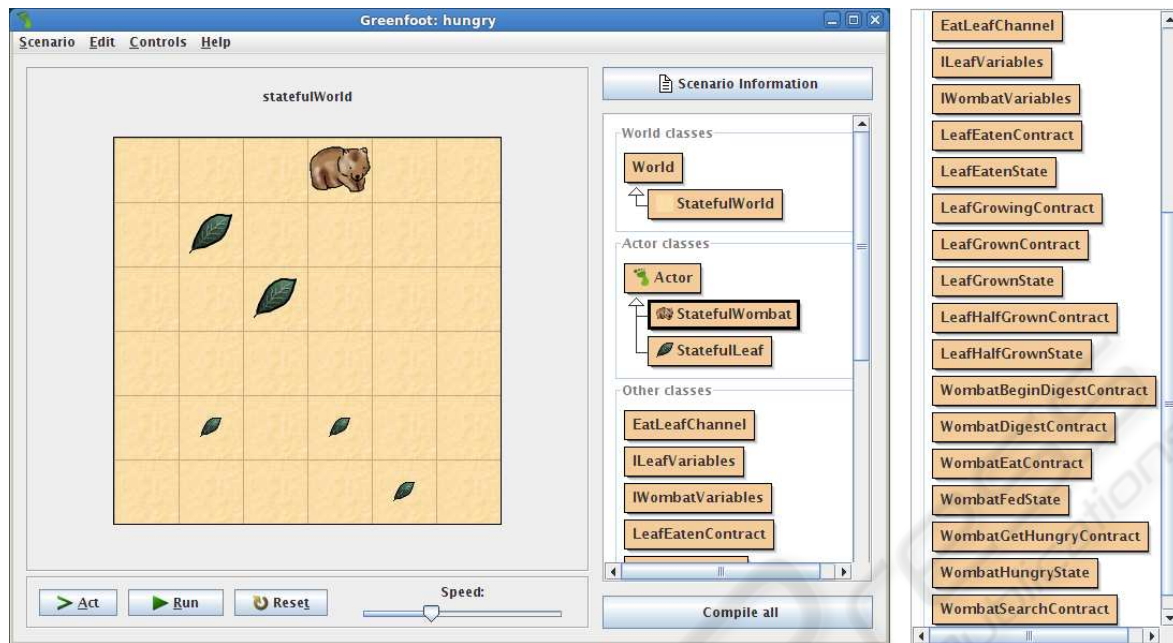 Greenfoot: hungry
Scenario Edit Controls Help
statefulWorld
Scenario Information
World classes
World
StatefulWorld
Actor classes
Actor
StatefulWombat
StatefulLeaf
Other classes
EatLeafChannel
ILeafVariables
IWombatVariables
LeafEatenContract
> Act
Run
Reset
Speed:
Compile all
EatLeafChannel
ILeafVariables
IWombatVariables
LeafEatenContract
LeafEatenState
LeafGrowingContract
LeafGrownContract
LeafGrownState
LeafHalfGrownContract
LeafHalfGrownState
WombatBeginDigestContract
WombatDigestContract
WombatEatContract
WombatFedState
WombatGetHungryContract
WombatHungryState
WombatSearchContract